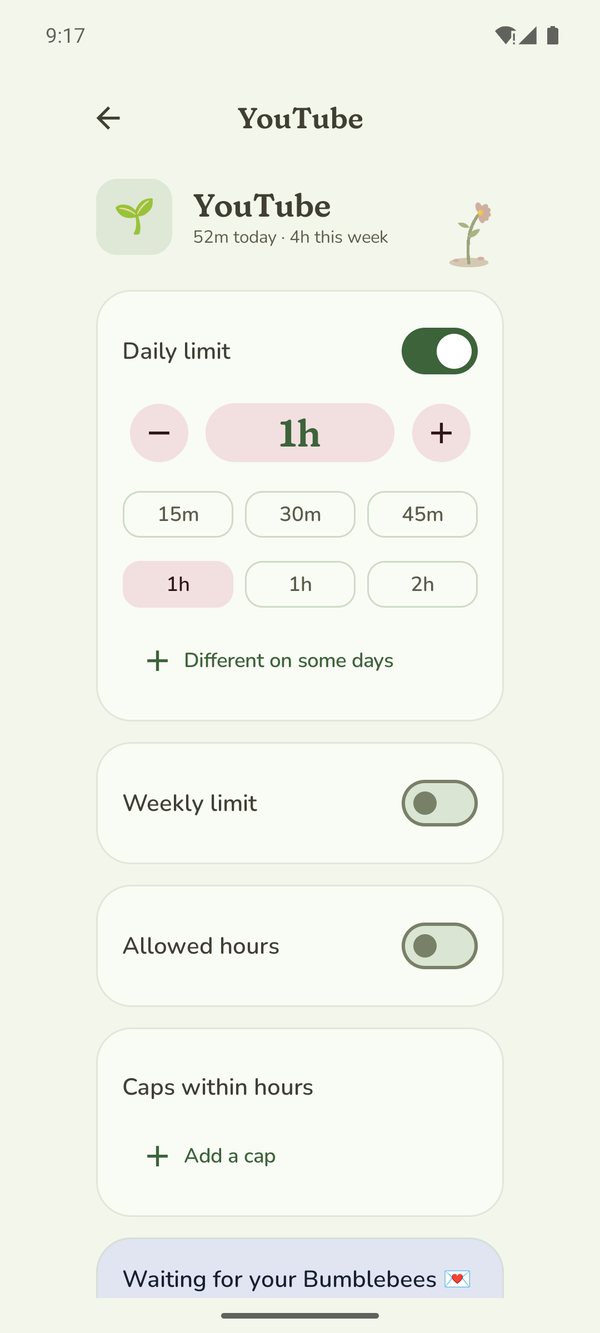 9:17
YouTube
YouTube
52m today · 4h this week
Daily limit
1h
15m
30m
45m
1h
1h
2h
Different on some days
Weekly limit
Allowed hours
Caps within hours
Add a cap
Waiting for your Bumblebees 💌